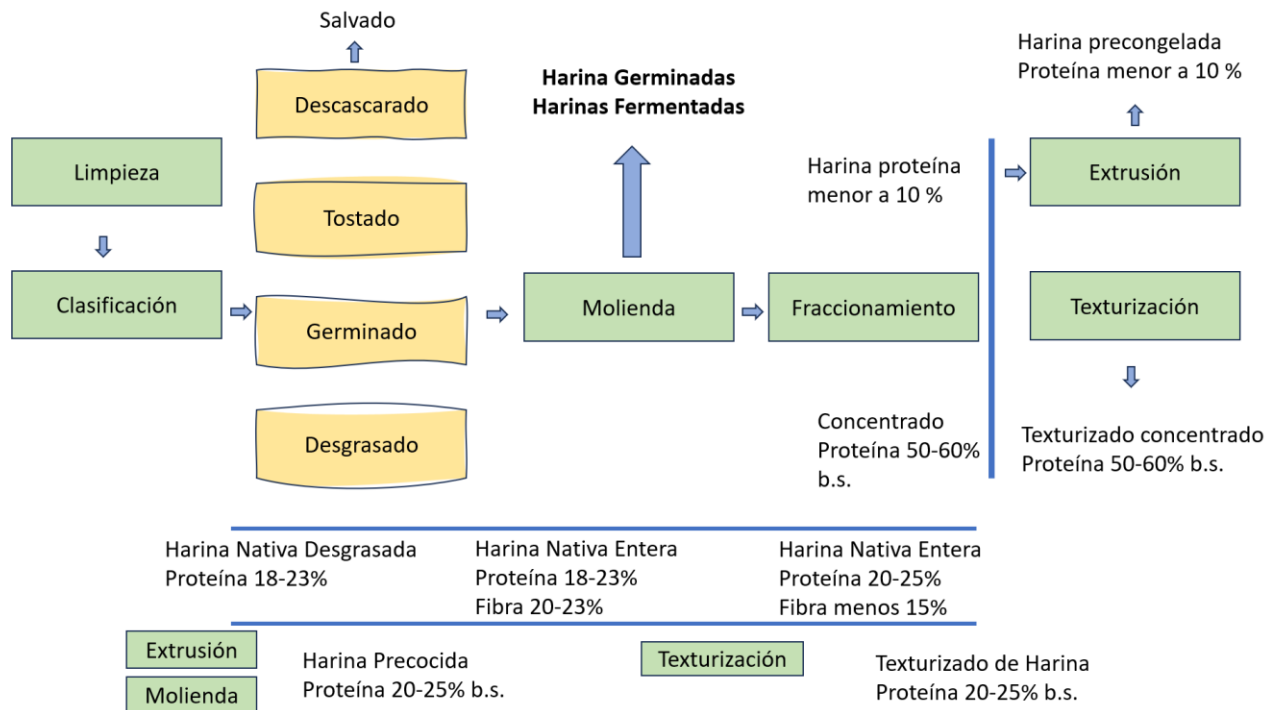 Salvado
Descascarado
Limpieza
Tostado
Clasificación
Germinado
Desgrasado
Harina Germinadas
Harinas Fermentadas
Molienda
Fraccionamiento
Harina proteína
menor a 10 %
Concentrado
Proteína 50-60%
b.s.
Harina precongelada
Proteína menor a 10 %
Extrusión
Texturización
Texturizado concentrado
Proteína 50-60% b.s.
Harina Nativa Desgrasada
Proteína 18-23%
Harina Nativa Entera
Proteína 18-23%
Fibra 20-23%
Harina Nativa Entera
Proteína 20-25%
Fibra menos 15%
Extrusión
Molienda
Harina Precocida
Proteína 20-25% b.s.
Texturización
Texturizado de Harina
Proteína 20-25% b.s.